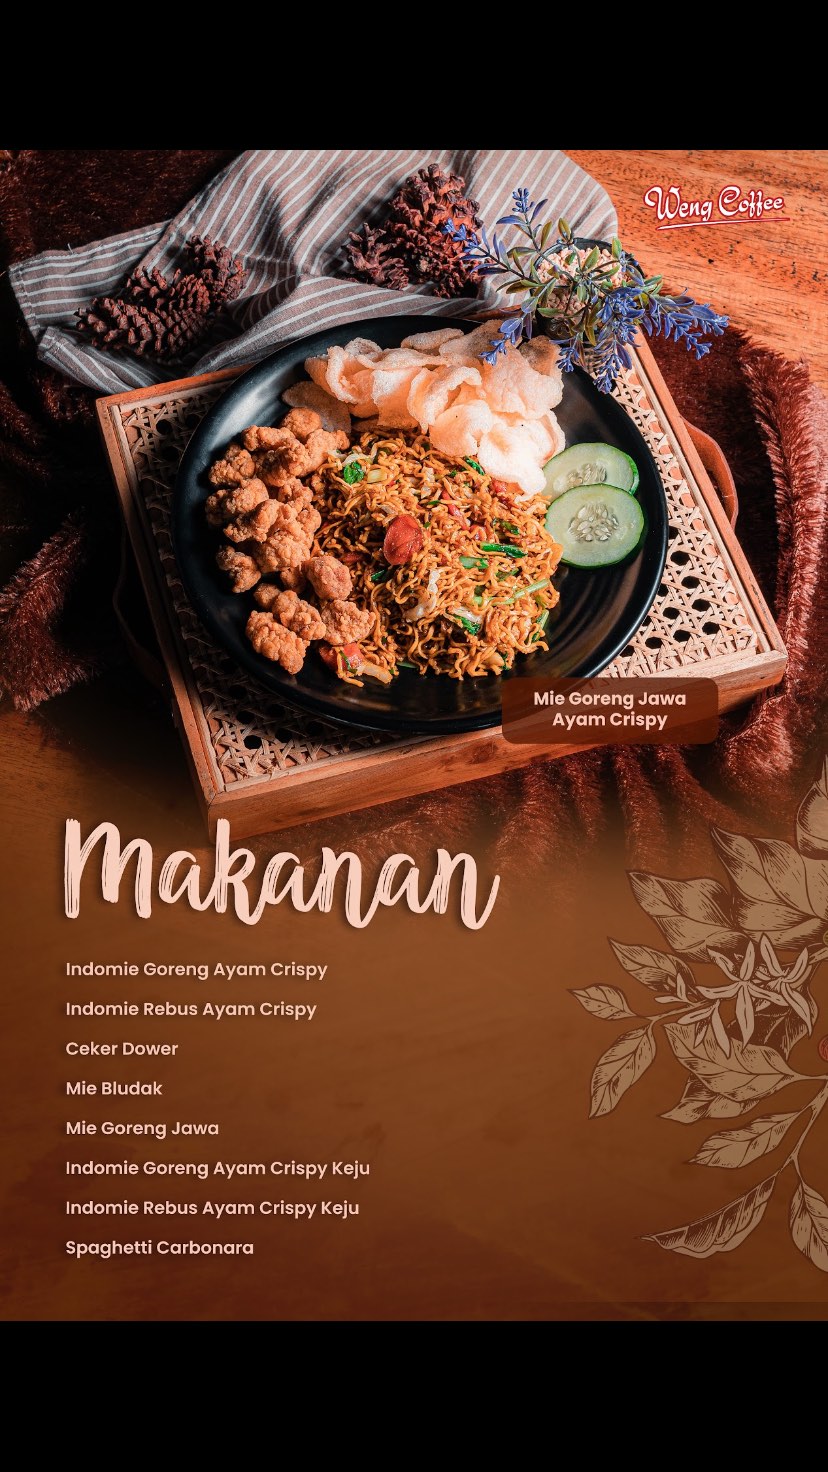 Weng Coffee
Mie Goreng Jawa
Ayam Crispy
Makanan
Indomie Goreng Ayam Crispy
Indomie Rebus Ayam Crispy
Ceker Dower
Mie Bludak
Mie Goreng Jawa
Indomie Goreng Ayam Crispy Keju
Indomie Rebus Ayam Crispy Keju
Spaghetti Carbonara